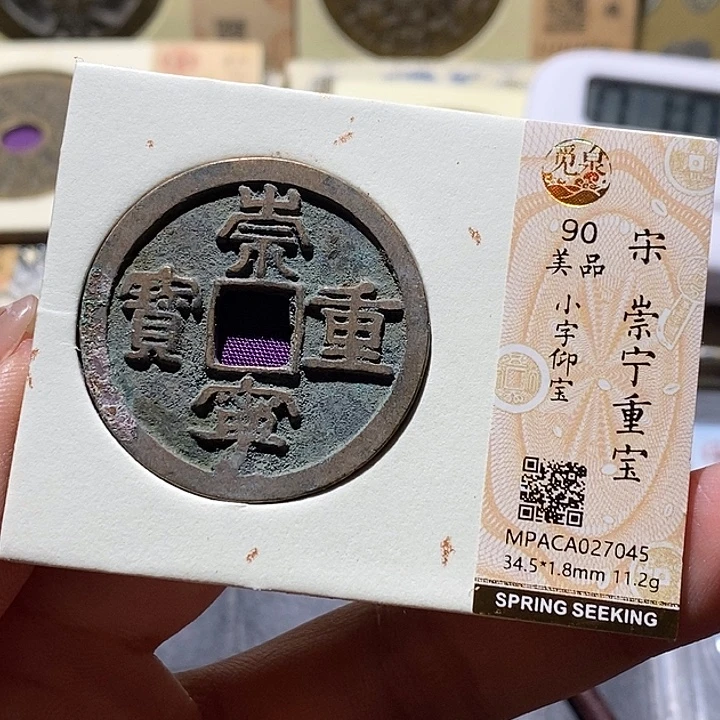 崇
寶 重
寧
觅泉
宋 崇宁重宝
90
美品
小字仰宝
MPACA027045
34.5*1.8mm 11.2g
SPRING SEEKING